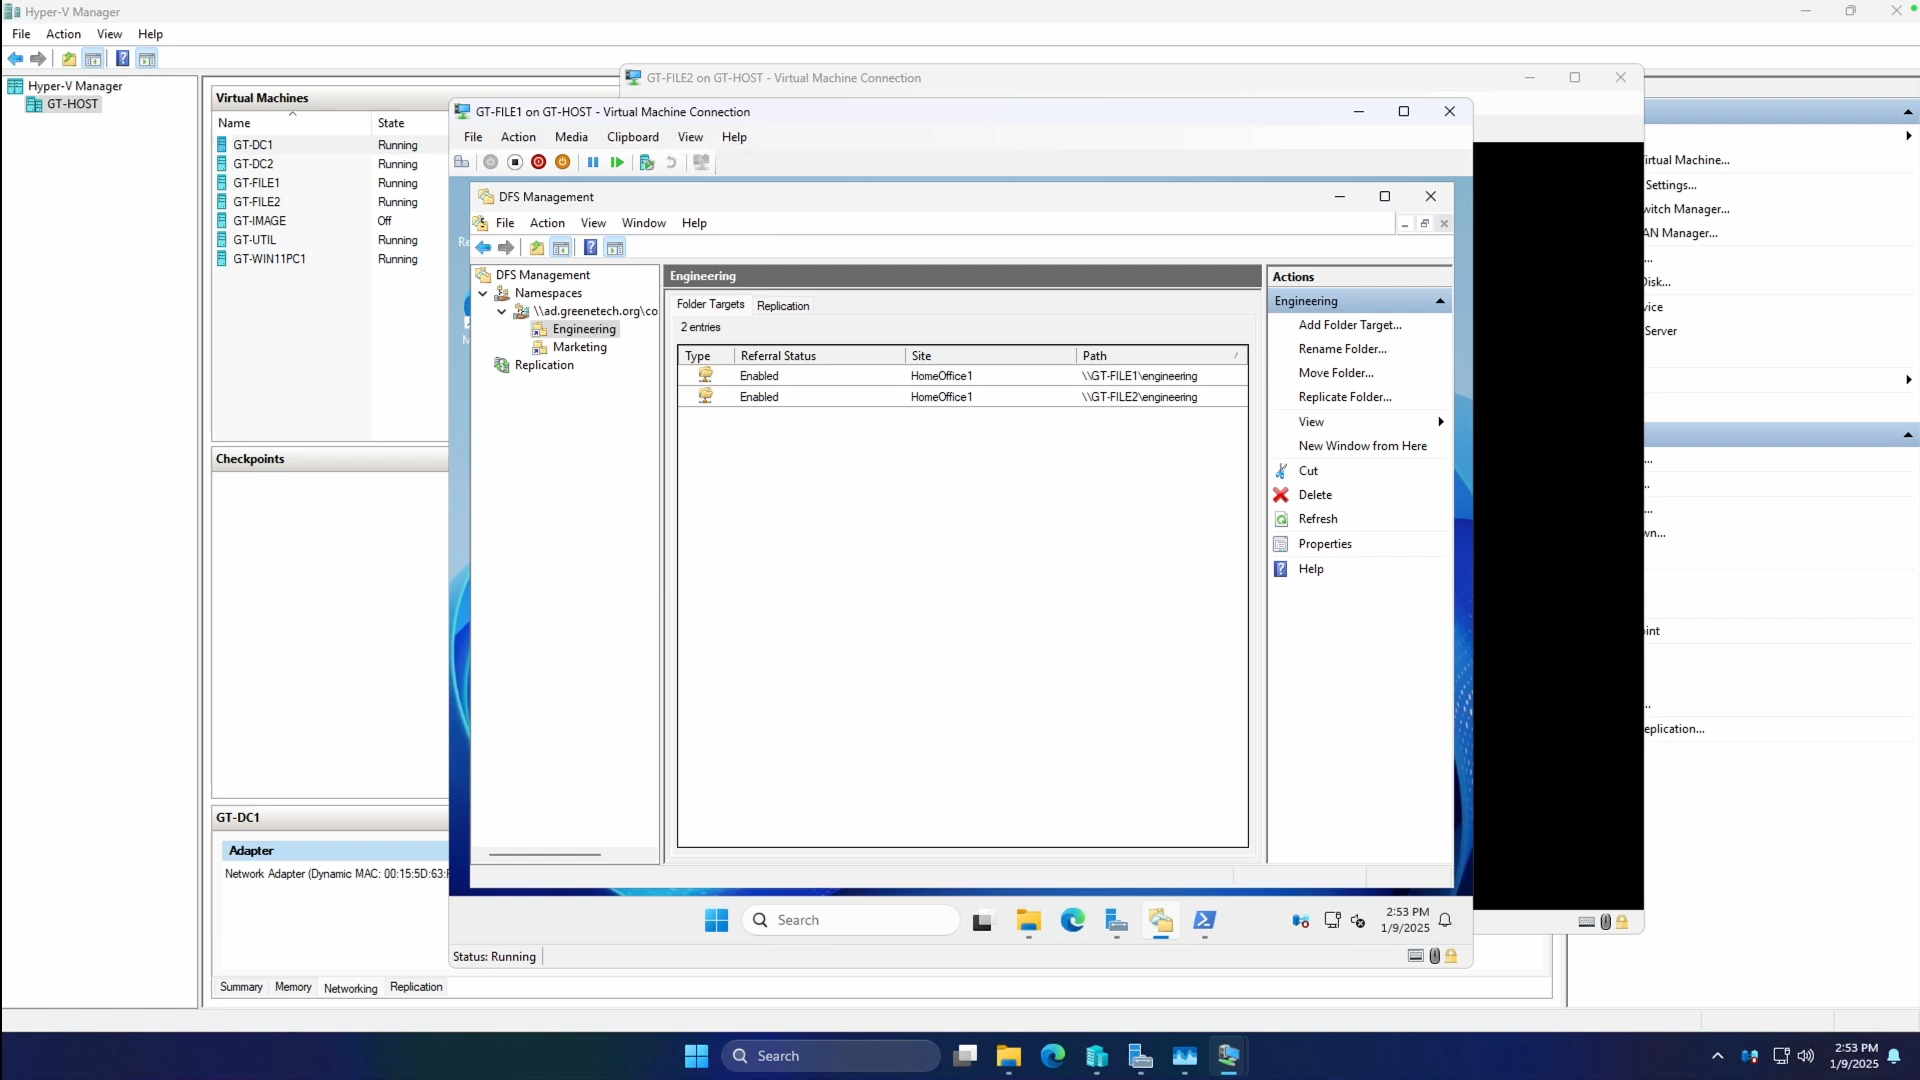 Hyper-V Manager
File Action View Help
Hyper-V Manager
GT-HOST
Virtual Machines
Name State
GT-DC1 Running
GT-DC2 Running
GT-FILE1 Running
GT-FILE2 Running
GT-IMAGE Off
GT-UTIL Running
GT-WIN11PC1 Running
Checkpoints
GT-DC1
Adapter
Network Adapter (Dynamic MAC: 00:15:5D:63:
Summary Memory Networking Replication
GT-FILE2 on GT-HOST - Virtual Machine Connection
GT-FILE1 on GT-HOST - Virtual Machine Connection
File Action Media Clipboard View Help
DFS Management
File Action View Window Help
DFS Management
Namespaces
\\ad.greenetech.org\co
Engineering
Marketing
Replication
Engineering
Folder Targets Replication
2 entries
Type Referral Status Site Path
Enabled HomeOffice1 \\GT-FILE1\engineering
Enabled HomeOffice1 \\GT-FILE2\engineering
Actions
Engineering
Add Folder Target...
Rename Folder...
Move Folder...
Replicate Folder...
View
New Window from Here
Cut
Delete
Refresh
Properties
Help
Search
2:53 PM
1/9/2025
Status: Running
irtual Machine...
Settings...
witch Manager...
AN Manager...
...
Disk...
vice
Server
...
..
...
wn...
int
..
eplication...
Search
2:53 PM
1/9/2025